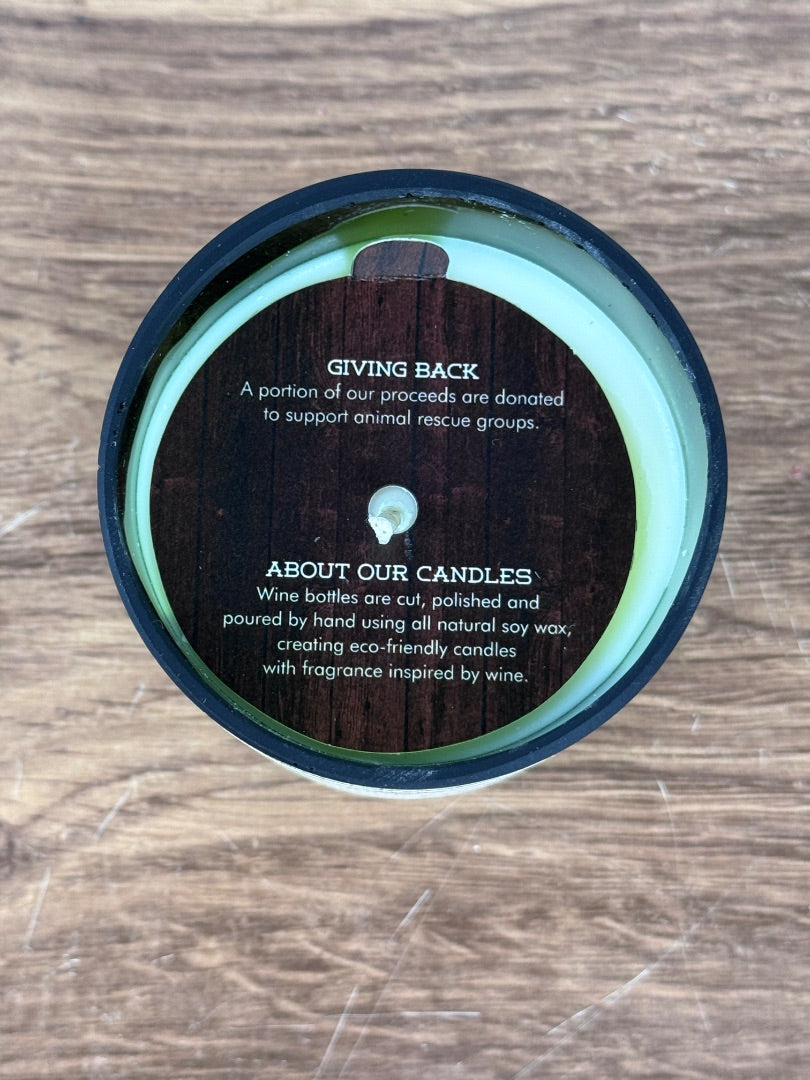 GIVING BACK
A portion of our proceeds are donated
to support animal rescue groups.
ABOUT OUR CANDLES
Wine bottles are cut, polished and
poured by hand using all natural soy wax,
creating eco-friendly candles
with fragrance inspired by wine.